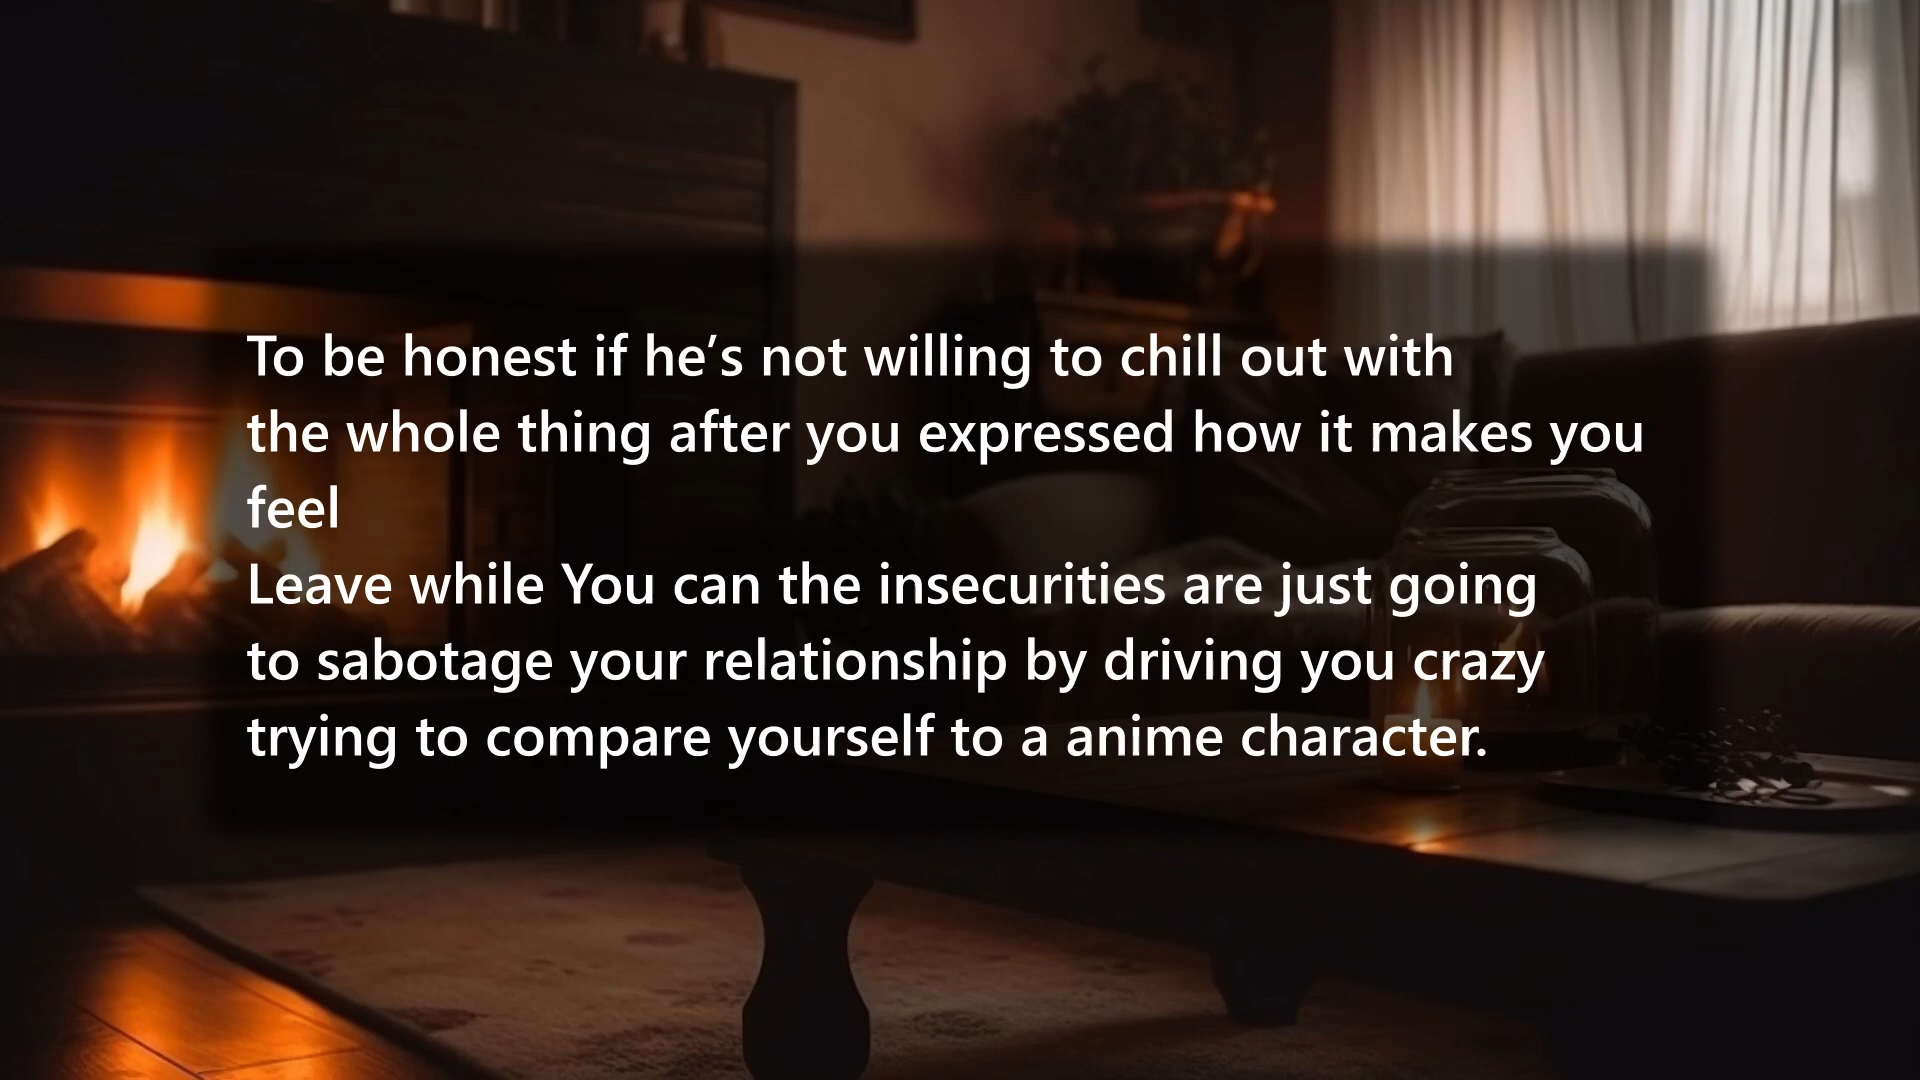 To be honest if he’s not willing to chill out with
the whole thing after you expressed how it makes you
feel
Leave while You can the insecurities are just going
to sabotage your relationship by driving you crazy
trying to compare yourself to a anime character.